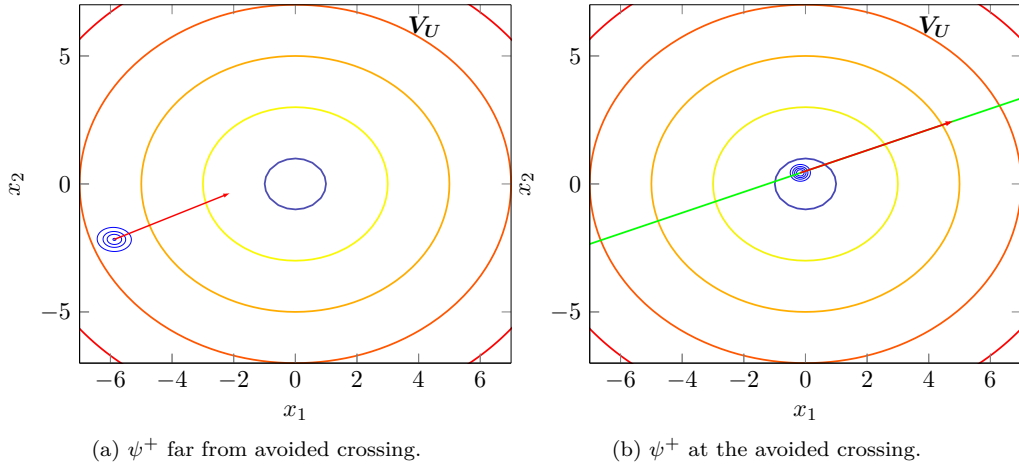 V_U
V_U
5
0
−5
x_2
−6 −4 −2 0 2 4 6
x_1
5
0
−5
x_2
−6 −4 −2 0 2 4 6
x_1
(a) ψ⁺ far from avoided crossing.
(b) ψ⁺ at the avoided crossing.